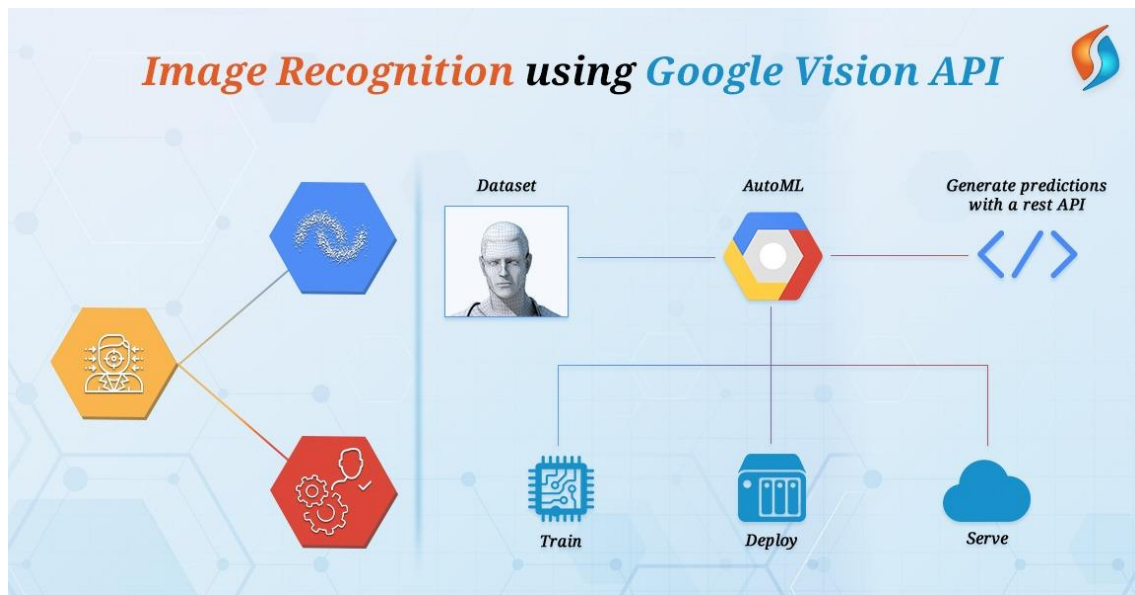 Image Recognition using Google Vision API
Dataset
AutoML
Generate predictions
with a rest API
Train
Deploy
Serve